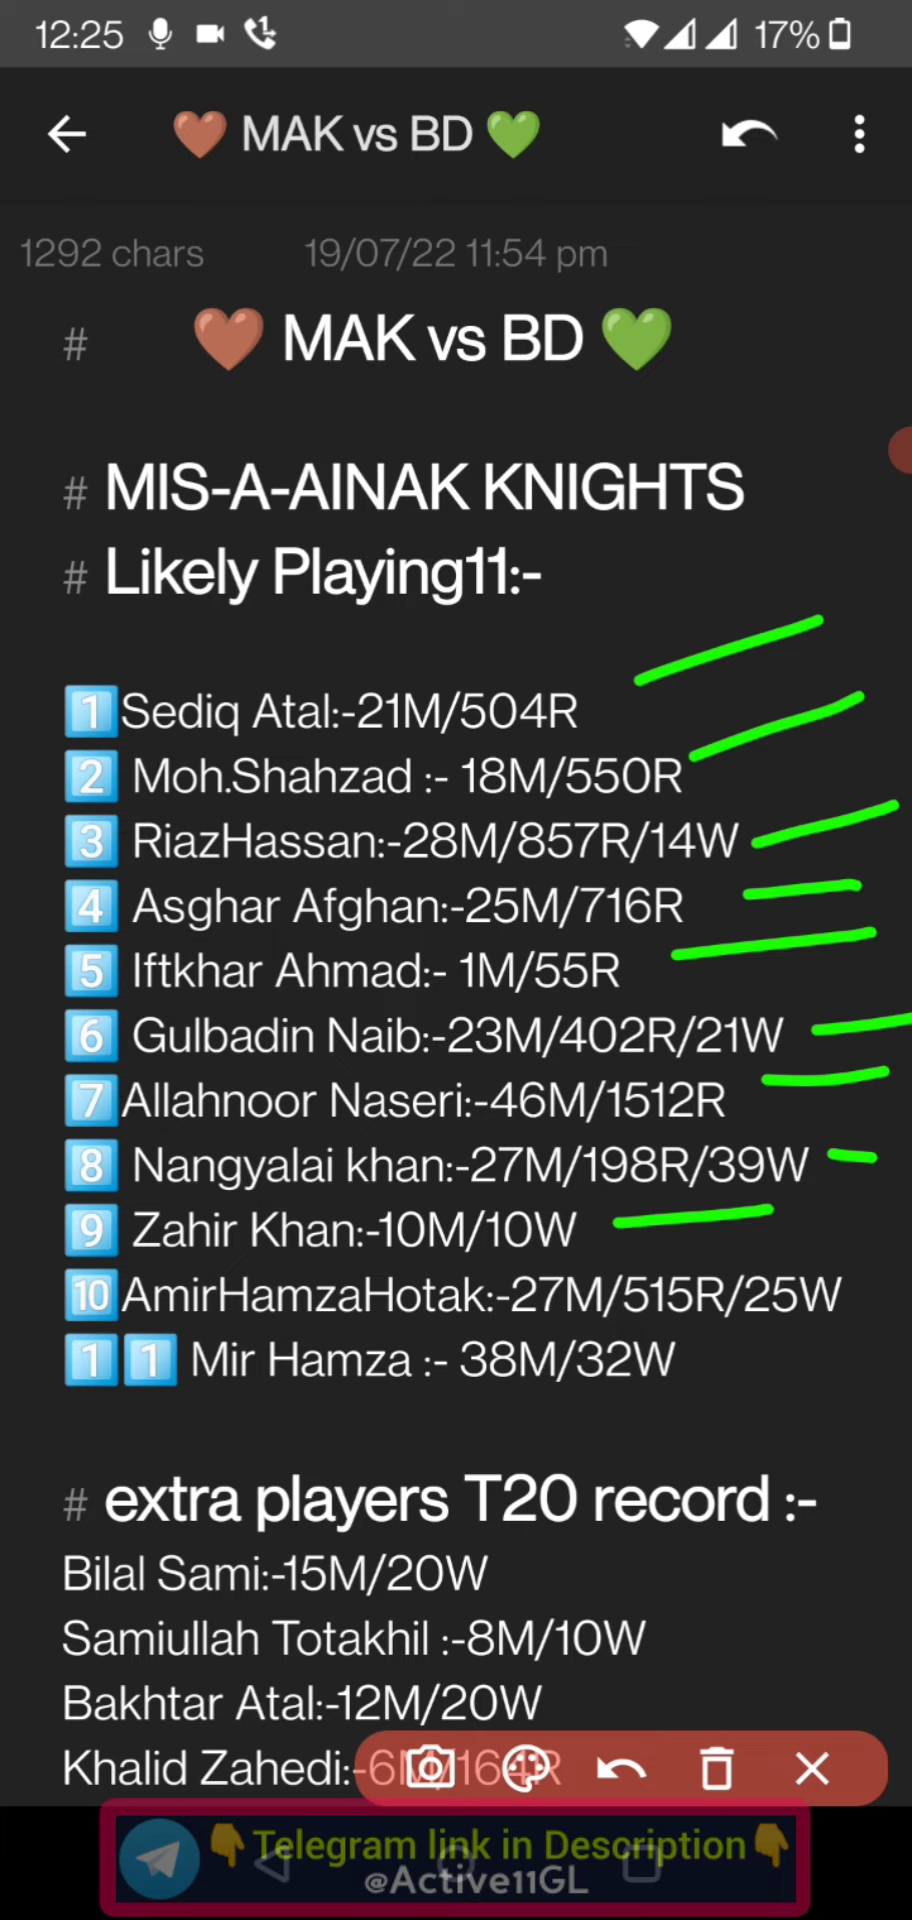 12:25 17%
🤎 MAK vs BD 💚
1292 chars 19/07/22 11:54 pm
# 🤎 MAK vs BD 💚
# MIS-A-AINAK KNIGHTS
# Likely Playing11:-
1️⃣Sediq Atal:-21M/504R
2️⃣ Moh.Shahzad :- 18M/550R
3️⃣ RiazHassan:-28M/857R/14W
4️⃣ Asghar Afghan:-25M/716R
5️⃣ Iftkhar Ahmad:- 1M/55R
6️⃣ Gulbadin Naib:-23M/402R/21W
7️⃣Allahnoor Naseri:-46M/1512R
8️⃣ Nangyalai khan:-27M/198R/39W
9️⃣ Zahir Khan:-10M/10W
🔟AmirHamzaHotak:-27M/515R/25W
1️⃣1️⃣ Mir Hamza :- 38M/32W
# extra players T20 record :-
Bilal Sami:-15M/20W
Samiullah Totakhil :-8M/10W
Bakhtar Atal:-12M/20W
Khalid Zahedi:-6M/164R
👇Telegram link in Description👇
@Active11GL